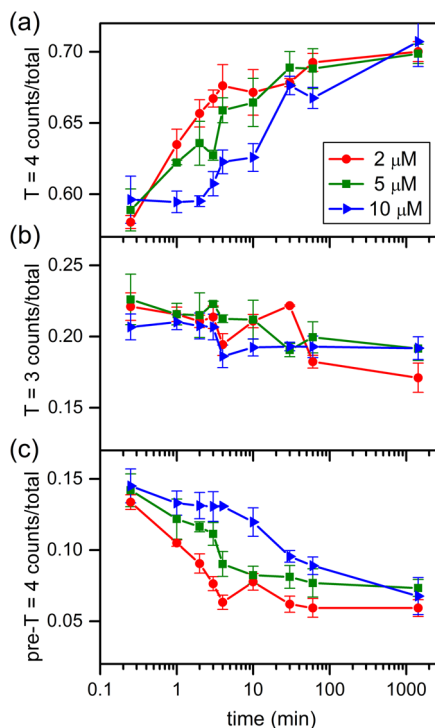 (a)
T = 4 counts/total
0.70
0.65
0.60
2 μM
5 μM
10 μM
(b)
T = 3 counts/total
0.25
0.20
0.15
(c)
pre-T = 4 counts/total
0.15
0.10
0.05
0.1 1 10 100 1000
time (min)